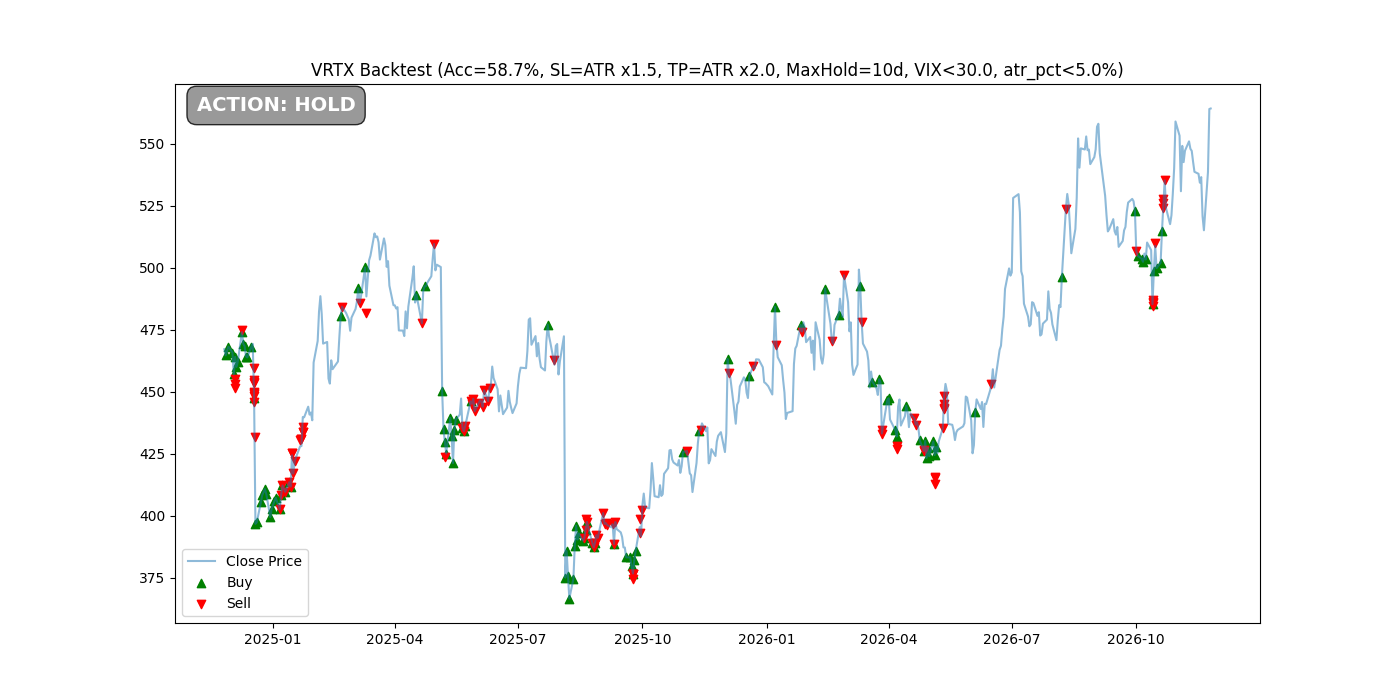 VRTX Backtest (Acc=58.7%, SL=ATR x1.5, TP=ATR x2.0, MaxHold=10d, VIX<30.0, atr_pct<5.0%)
ACTION: HOLD
550
525
500
475
450
425
400
375
Close Price
Buy
Sell
2025-01 2025-04 2025-07 2025-10 2026-01 2026-04 2026-07 2026-10